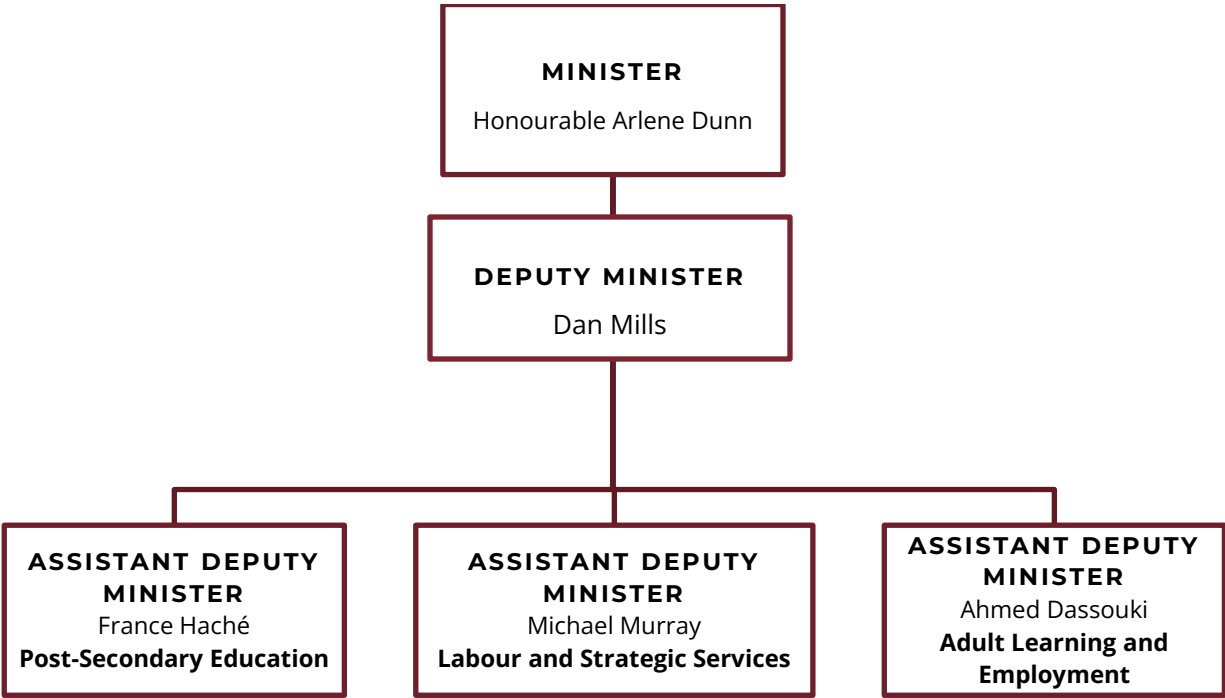 MINISTER
Honourable Arlene Dunn
DEPUTY MINISTER
Dan Mills
ASSISTANT DEPUTY
MINISTER
France Haché
Post-Secondary Education
ASSISTANT DEPUTY
MINISTER
Michael Murray
Labour and Strategic Services
ASSISTANT DEPUTY
MINISTER
Ahmed Dassouki
Adult Learning and
Employment